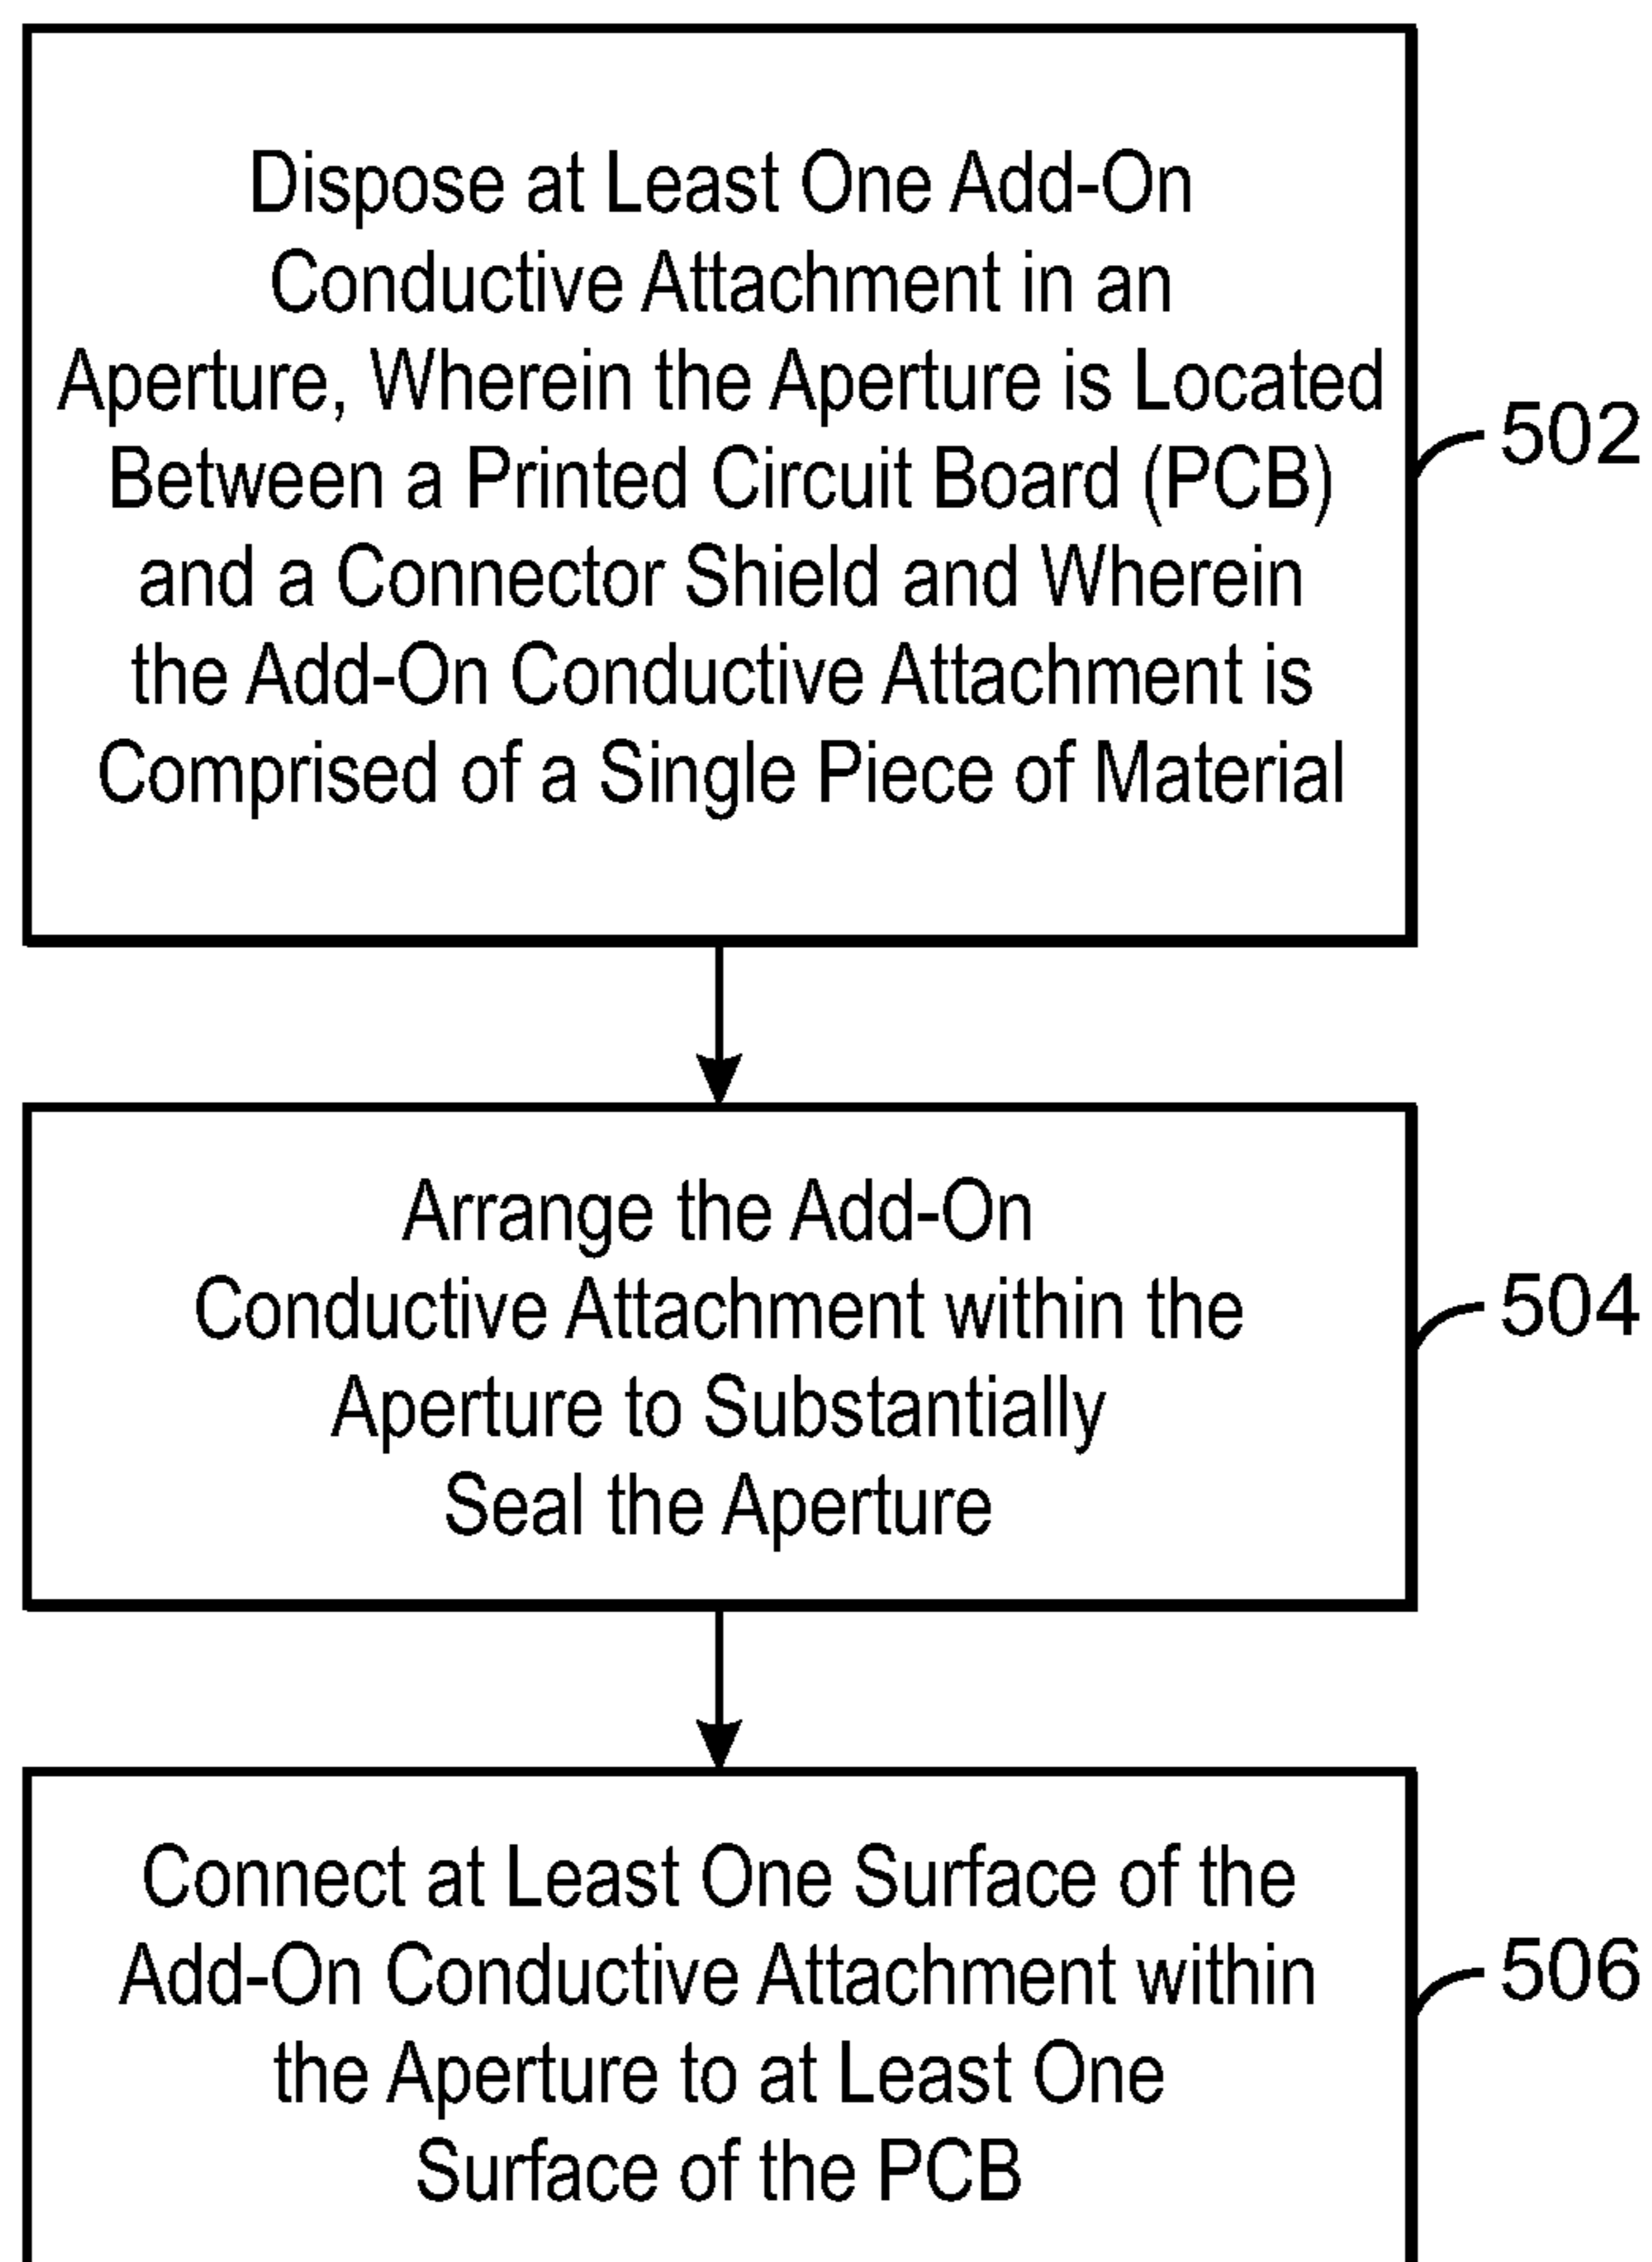 Dispose at Least One Add-On
Conductive Attachment in an
Aperture, Wherein the Aperture is Located
Between a Printed Circuit Board (PCB)
and a Connector Shield and Wherein
the Add-On Conductive Attachment is
Comprised of a Single Piece of Material
502
Arrange the Add-On
Conductive Attachment within the
Aperture to Substantially
Seal the Aperture
504
Connect at Least One Surface of the
Add-On Conductive Attachment within
the Aperture to at Least One
Surface of the PCB
506